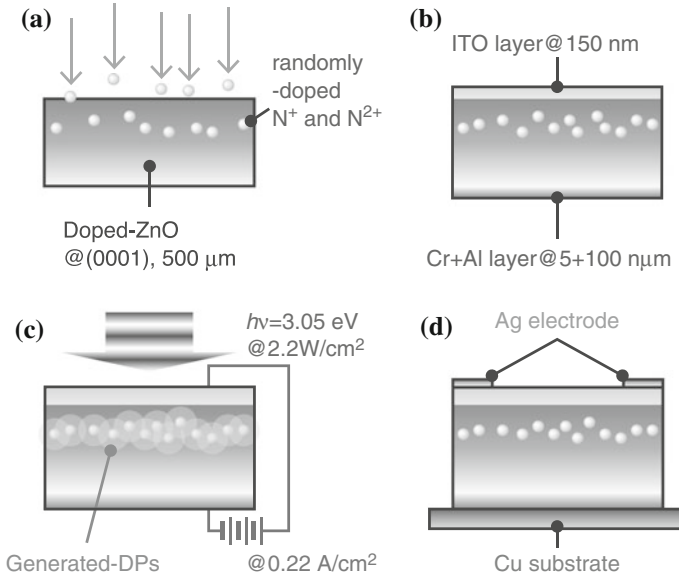 (a)
randomly
-doped
N⁺ and N²⁺
Doped-ZnO
@(0001), 500 μm
(b)
ITO layer@150 nm
Cr+Al layer@5+100 nμm
(c)
hν=3.05 eV
@2.2W/cm²
Generated-DPs
@0.22 A/cm²
(d)
Ag electrode
Cu substrate